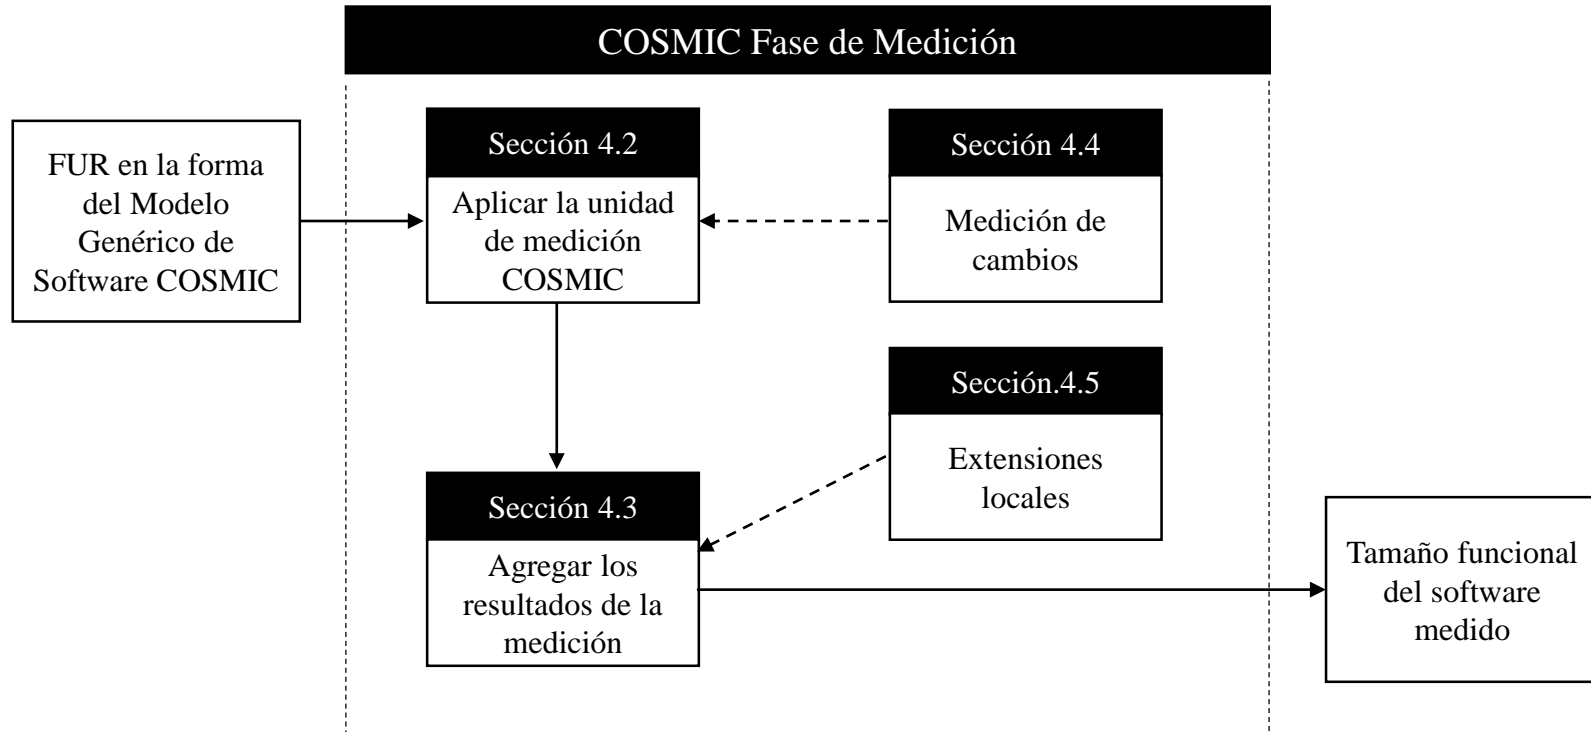 COSMIC Fase de Medición
FUR en la forma
del Modelo
Genérico de
Software COSMIC
Sección 4.2
Aplicar la unidad
de medición
COSMIC
Sección 4.4
Medición de
cambios
Sección.4.5
Extensiones
locales
Sección 4.3
Agregar los
resultados de la
medición
Tamaño funcional
del software
medido